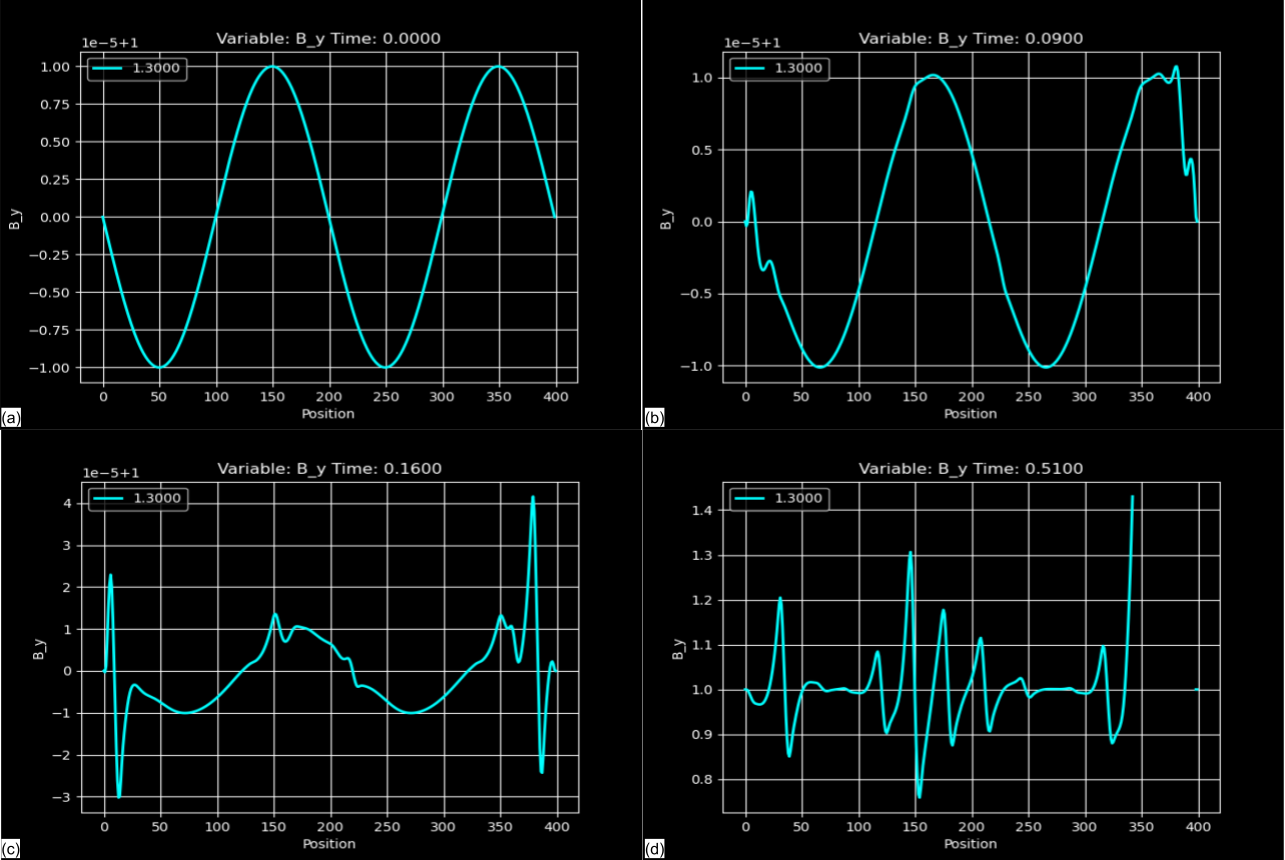 1e−5+1
Variable: B_y Time: 0.0000
1.3000
1.00
0.75
0.50
0.25
0.00
−0.25
−0.50
−0.75
−1.00
B_y
0 50 100 150 200 250 300 350 400
Position
(a)
1e−5+1
Variable: B_y Time: 0.0900
1.3000
1.0
0.5
0.0
−0.5
−1.0
B_y
0 50 100 150 200 250 300 350 400
Position
(b)
1e−5+1
Variable: B_y Time: 0.1600
1.3000
4
3
2
1
0
−1
−2
−3
B_y
0 50 100 150 200 250 300 350 400
Position
(c)
Variable: B_y Time: 0.5100
1.3000
1.4
1.3
1.2
1.1
1.0
0.9
0.8
B_y
0 50 100 150 200 250 300 350 400
Position
(d)